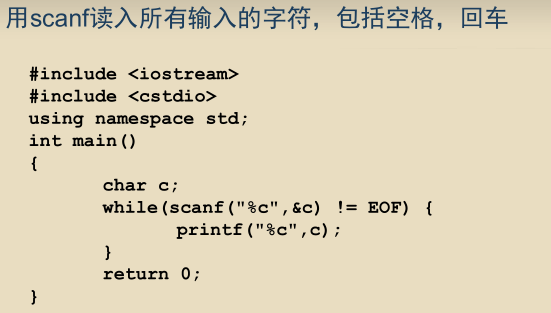 用scanf读入所有输入的字符，包括空格，回车
#include <iostream>
#include <cstdio>
using namespace std;
int main()
{
char c;
while(scanf("%c",&c) != EOF) {
printf("%c",c);
}
return 0;
}